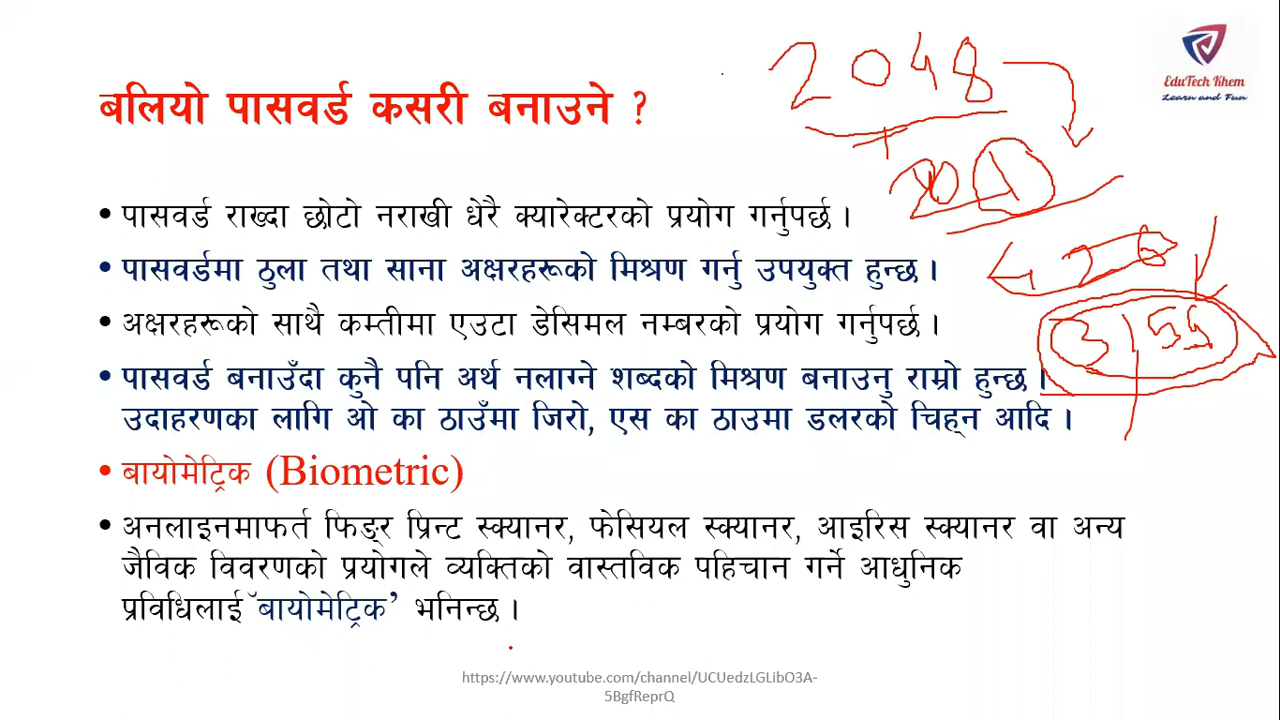 बलियो पासवर्ड कसरी बनाउने ?
2048
EduTech Khem
Learn and Fun
• पासवर्ड राख्दा छोटो नराखी धेरै क्यारेक्टरको प्रयोग गर्नुपर्छ ।
• पासवर्डमा ठुला तथा साना अक्षरहरूको मिश्रण गर्नु उपयुक्त हुन्छ ।
• अक्षरहरूको साथै कम्तीमा एउटा डेसिमल नम्बरको प्रयोग गर्नुपर्छ ।
• पासवर्ड बनाउँदा कुनै पनि अर्थ नलाग्ने शब्दको मिश्रण बनाउनु राम्रो हुन्छ ।
उदाहरणका लागि ओ का ठाउँमा जिरो, एस का ठाउमा डलरको चिह्न आदि ।
• बायोमेट्रिक (Biometric)
• अनलाइनमाफर्त फिङ्र प्रिन्ट स्क्यानर, फेसियल स्क्यानर, आइरिस स्क्यानर वा अन्य
जैविक विवरणको प्रयोगले व्यक्तिको वास्तविक पहिचान गर्ने आधुनिक
प्रविधिलाई ‘बायोमेट्रिक’ भनिन्छ ।
https://www.youtube.com/channel/UCUedzLGLibO3A-
5BgfReprQ